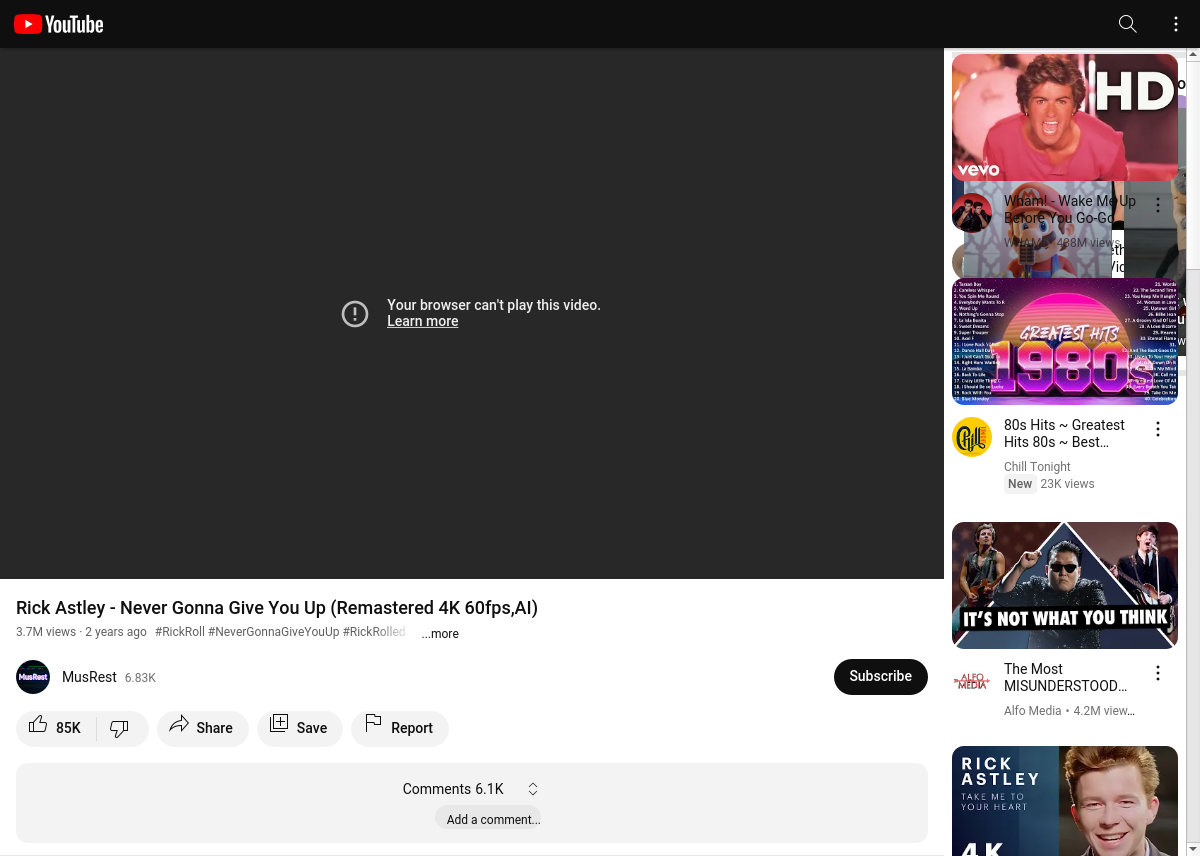 YouTube
Your browser can't play this video.
Learn more
Rick Astley - Never Gonna Give You Up (Remastered 4K 60fps,AI)
3.7M views · 2 years ago #RickRoll #NeverGonnaGiveYouUp #RickRolled
...more
MusRest 6.83K
MusRest
Subscribe
85K
Share
Save
Report
Comments 6.1K
Add a comment...
HD
vevo
Wham! - Wake Me Up
Before You Go-Go
488M views
GREATEST HITS
1980s
80s Hits ~ Greatest
Hits 80s ~ Best...
Chill Tonight
New 23K views
IT'S NOT WHAT YOU THINK
ALFO
MEDIA
The Most
MISUNDERSTOOD...
Alfo Media • 4.2M view...
RICK
ASTLEY
TAKE ME TO
YOUR HEART
4K